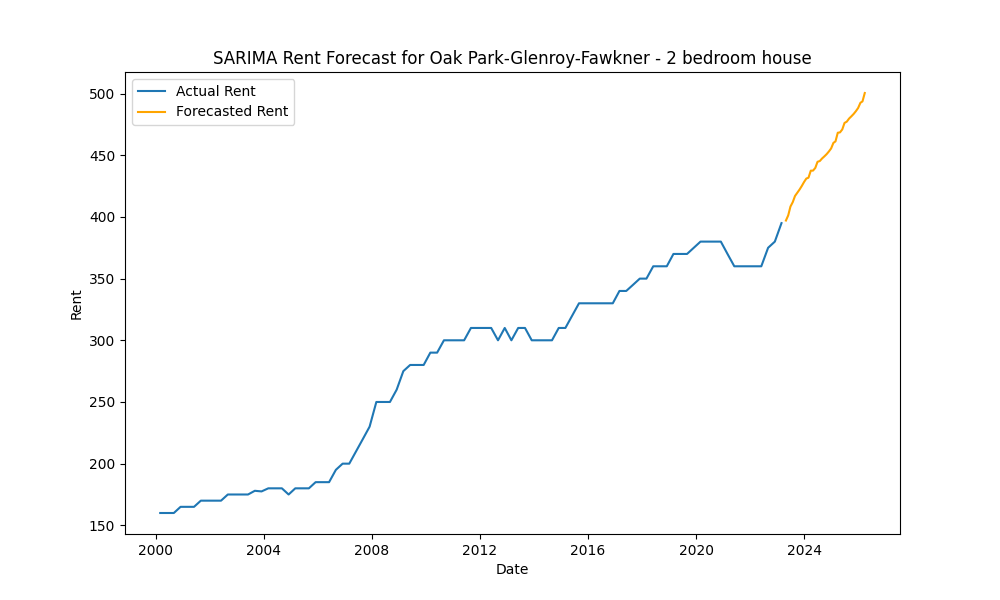 SARIMA Rent Forecast for Oak Park-Glenroy-Fawkner - 2 bedroom house
Actual Rent
Forecasted Rent
500
450
400
350
300
250
200
150
Rent
2000 2004 2008 2012 2016 2020 2024
Date